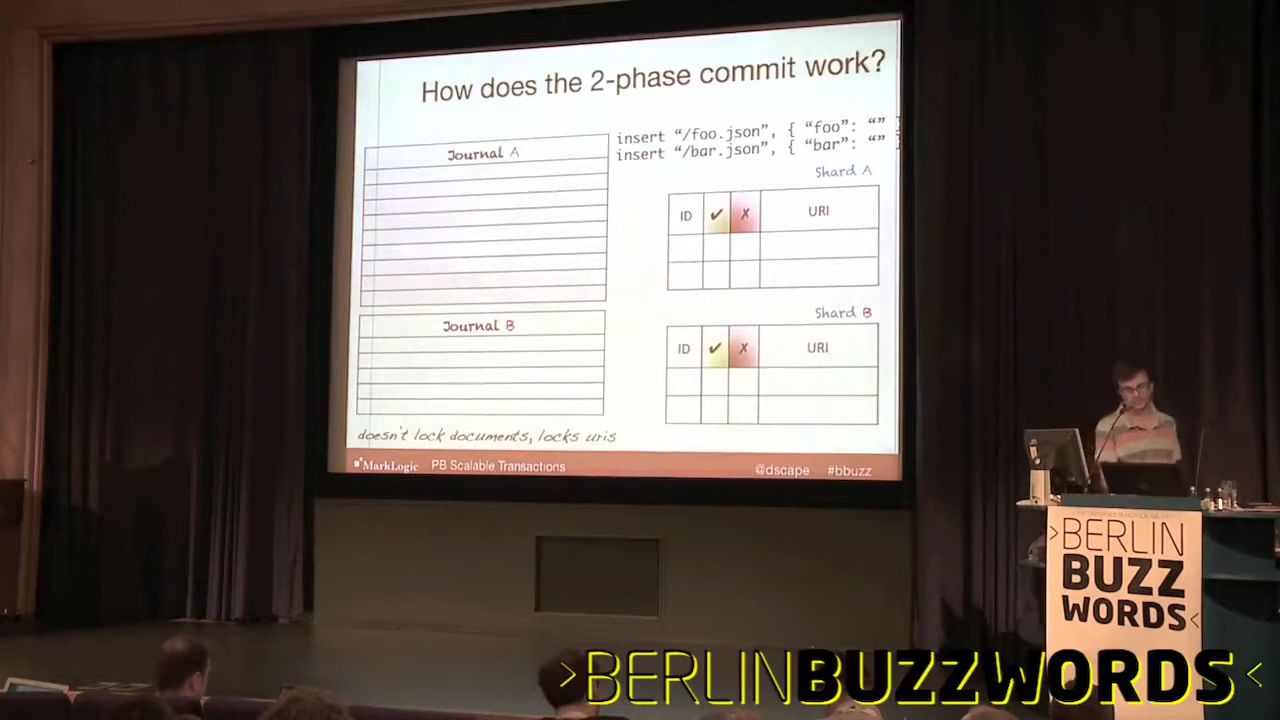 How does the 2-phase commit work?
insert “/foo.json”, { “foo”: “”
insert “/bar.json”, { “bar”: “”
Journal A
Shard A
ID ✔ ✗ URI
Journal B
Shard B
ID ✔ ✗ URI
doesn't lock documents, locks uris
MarkLogic PB Scalable Transactions @dscape #bbuzz
>BERLIN
BUZZ
WORDS<
>BERLINBUZZWORDS<